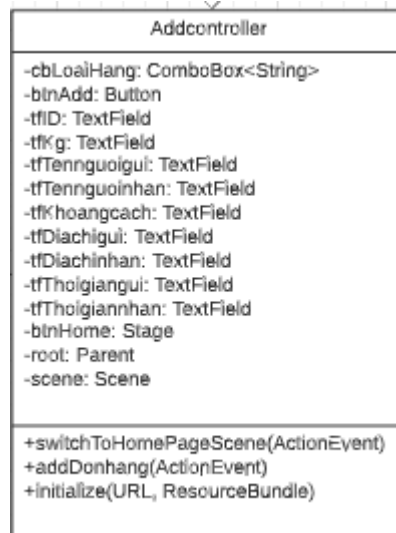 Addcontroller
-cbLoaiHang: ComboBox<String>
-btnAdd: Button
-tfID: TextField
-tfKg: TextField
-tfTennguoigui: TextField
-tfTennguoinhan: TextField
-tfKhoangcach: TextField
-tfDiachigui: TextField
-tfDiachinhan: TextField
-tfThoigiangui: TextField
-tfThoigiannhan: TextField
-btnHome: Stage
-root: Parent
-scene: Scene
+switchToHomePageScene(ActionEvent)
+addDonhang(ActionEvent)
+initialize(URL, ResourceBundle)